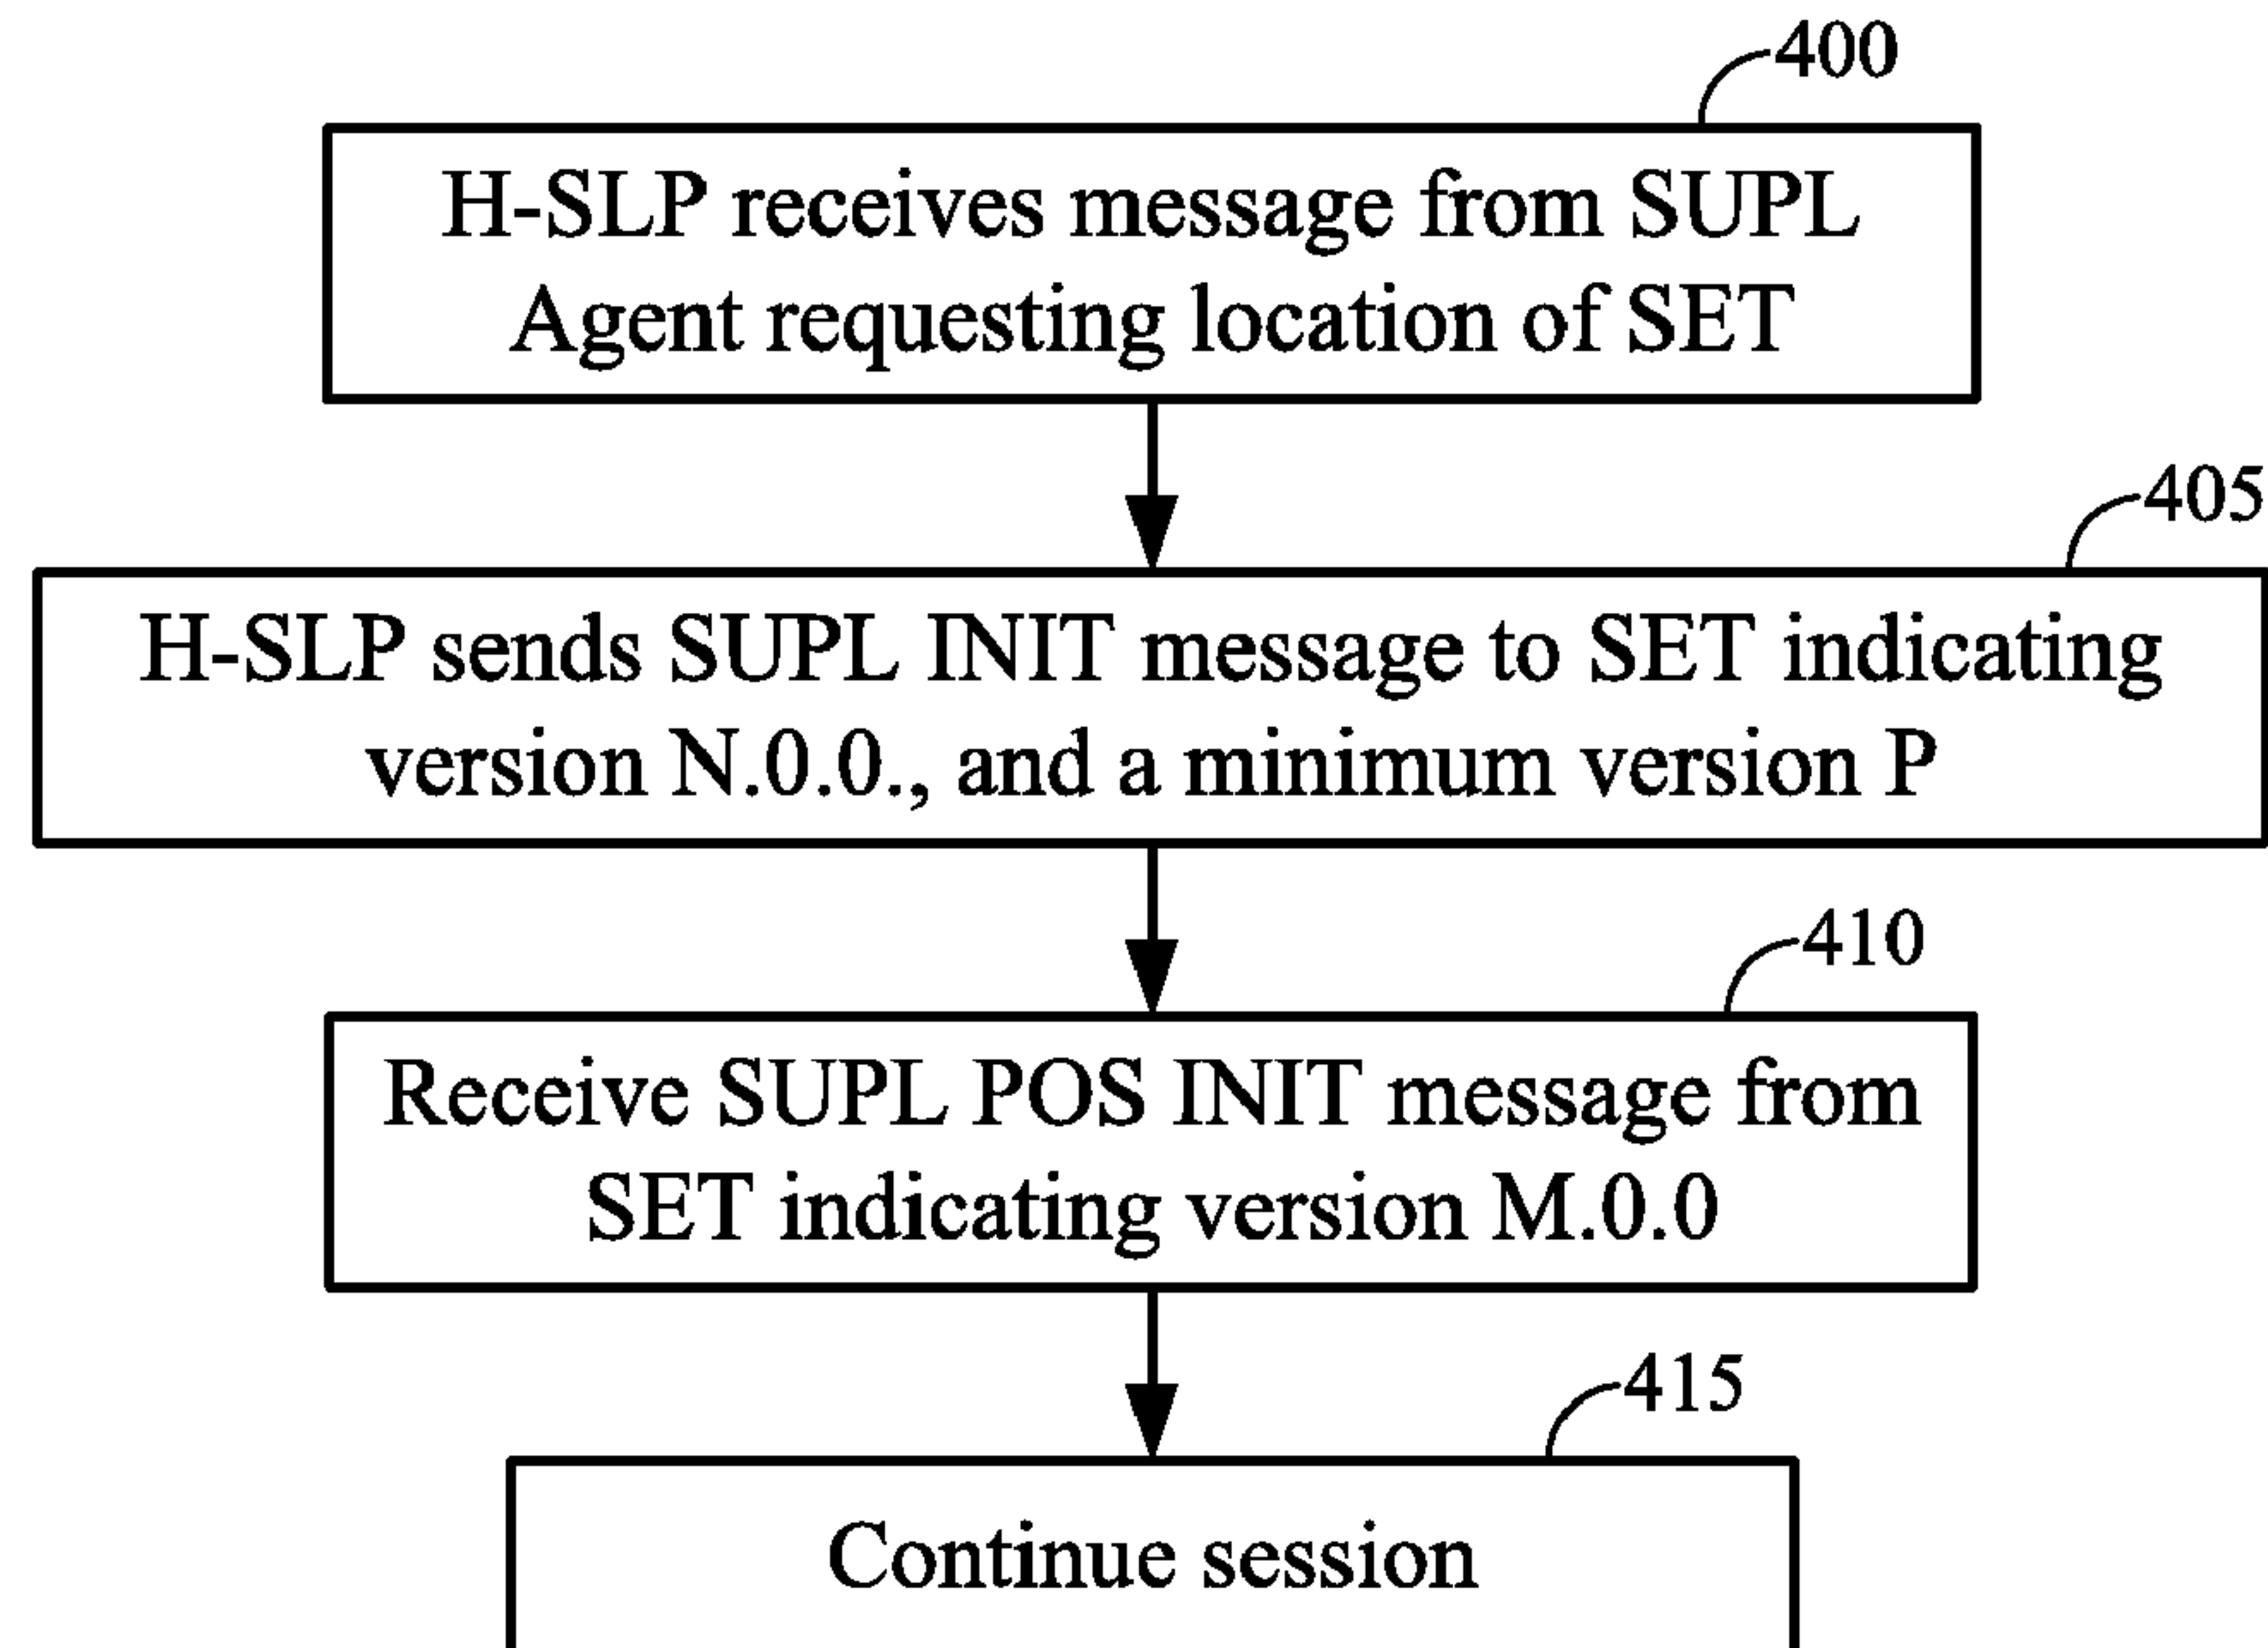 400
H-SLP receives message from SUPL
Agent requesting location of SET
405
H-SLP sends SUPL INIT message to SET indicating
version N.0.0., and a minimum version P
410
Receive SUPL POS INIT message from
SET indicating version M.0.0
415
Continue session